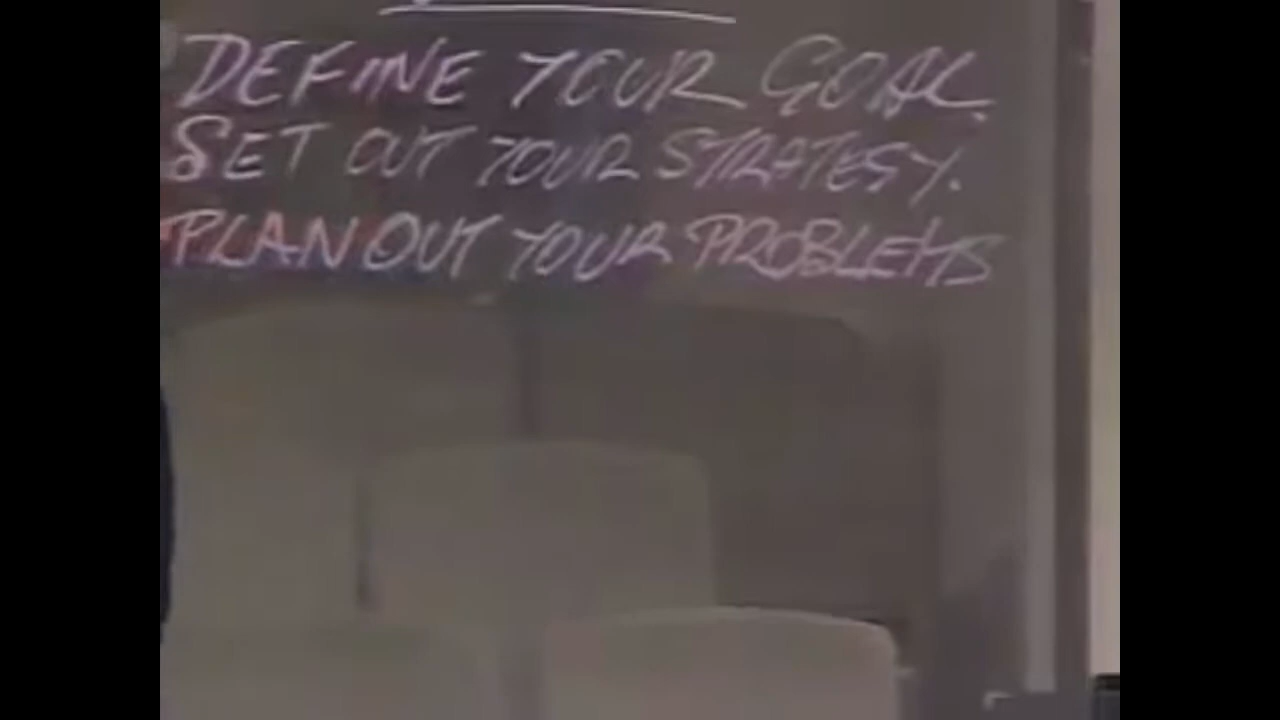 DEFINE YOUR GOAL.
SET OUT YOUR STRATEGY.
PLAN OUT YOUR PROBLEMS